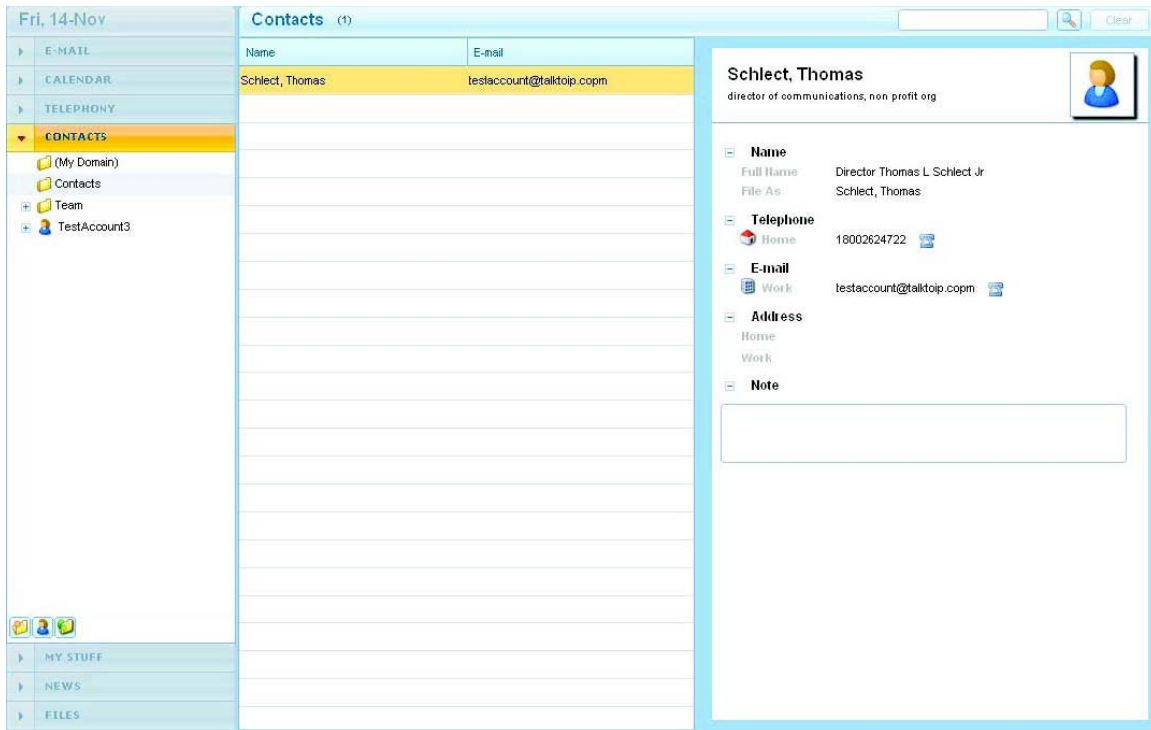 Fri, 14-Nov
E-MAIL
CALENDAR
TELEPHONY
CONTACTS
(My Domain)
Contacts
Team
TestAccount3
MY STUFF
NEWS
FILES
Contacts (1)
Clear
Name E-mail
Schlect, Thomas testaccount@talktoip.copm
Schlect, Thomas
director of communications, non profit org
Name
Full Name Director Thomas L Schlect Jr
File As Schlect, Thomas
Telephone
Home 18002624722
E-mail
Work testaccount@talktoip.copm
Address
Home
Work
Note